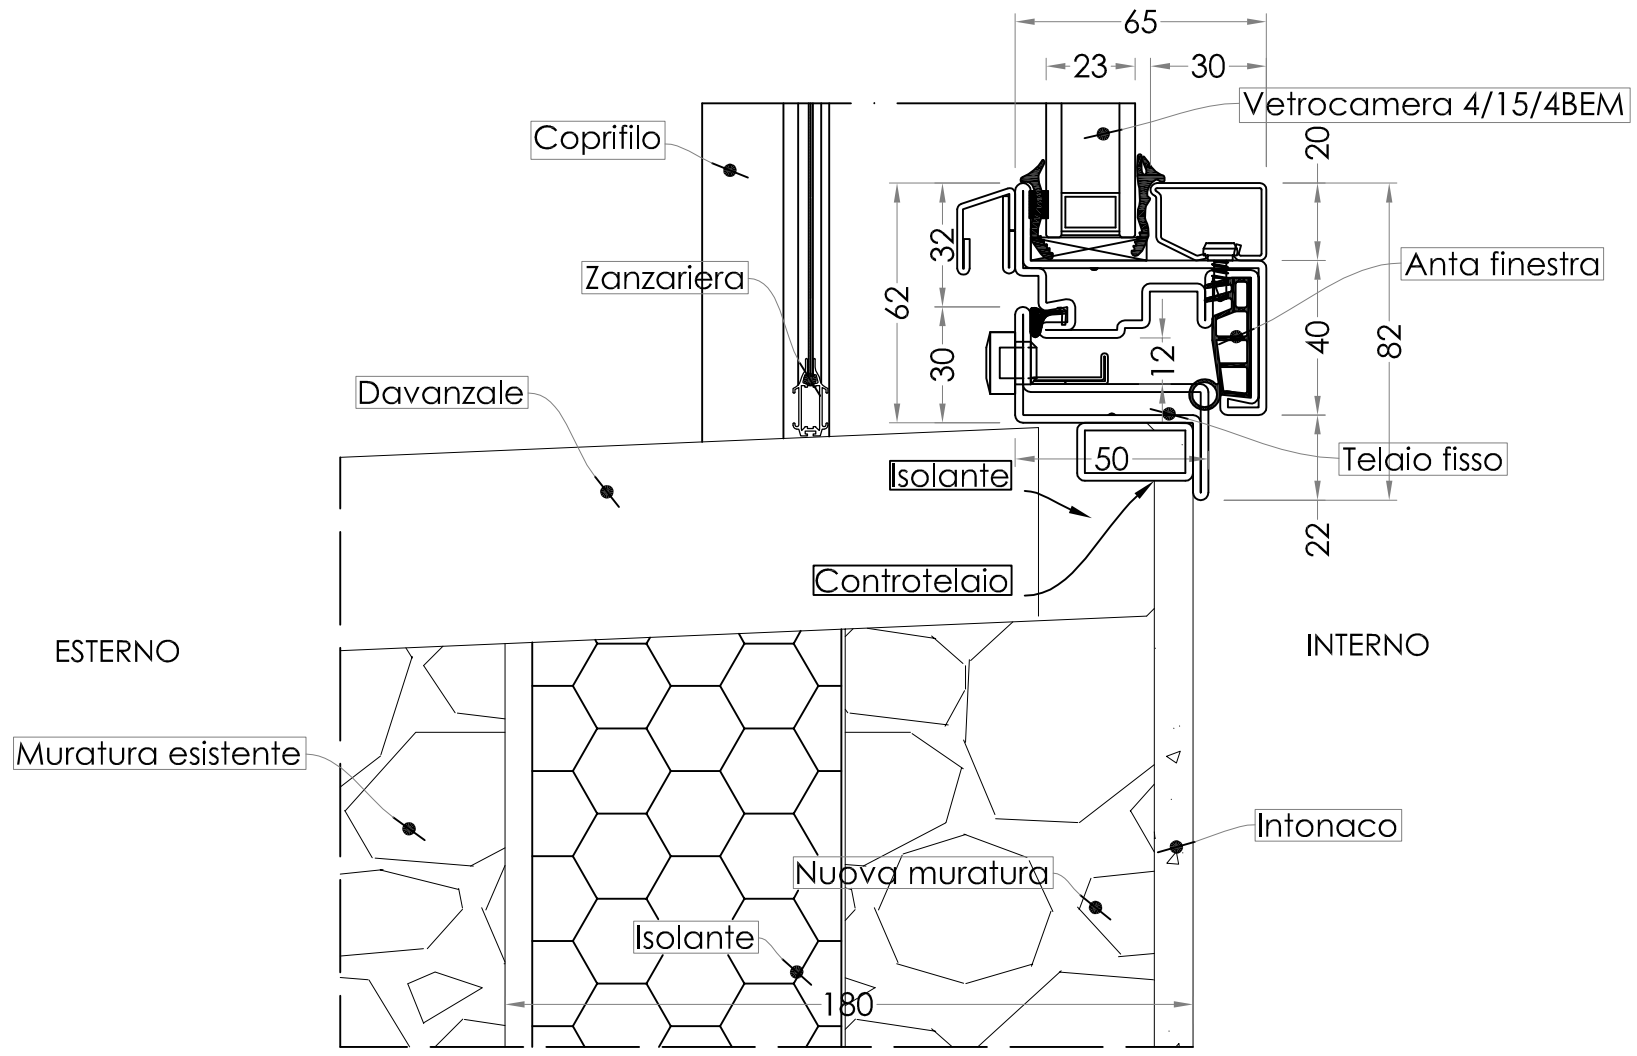 65
23
30
Vetrocamera 4/15/4BEM
Coprifilo
20
32
Zanzariera
Anta finestra
62
40
82
12
30
Davanzale
50
Telaio fisso
Isolante
22
Controtelaio
ESTERNO
INTERNO
Muratura esistente
Intonaco
Nuova muratura
Isolante
180